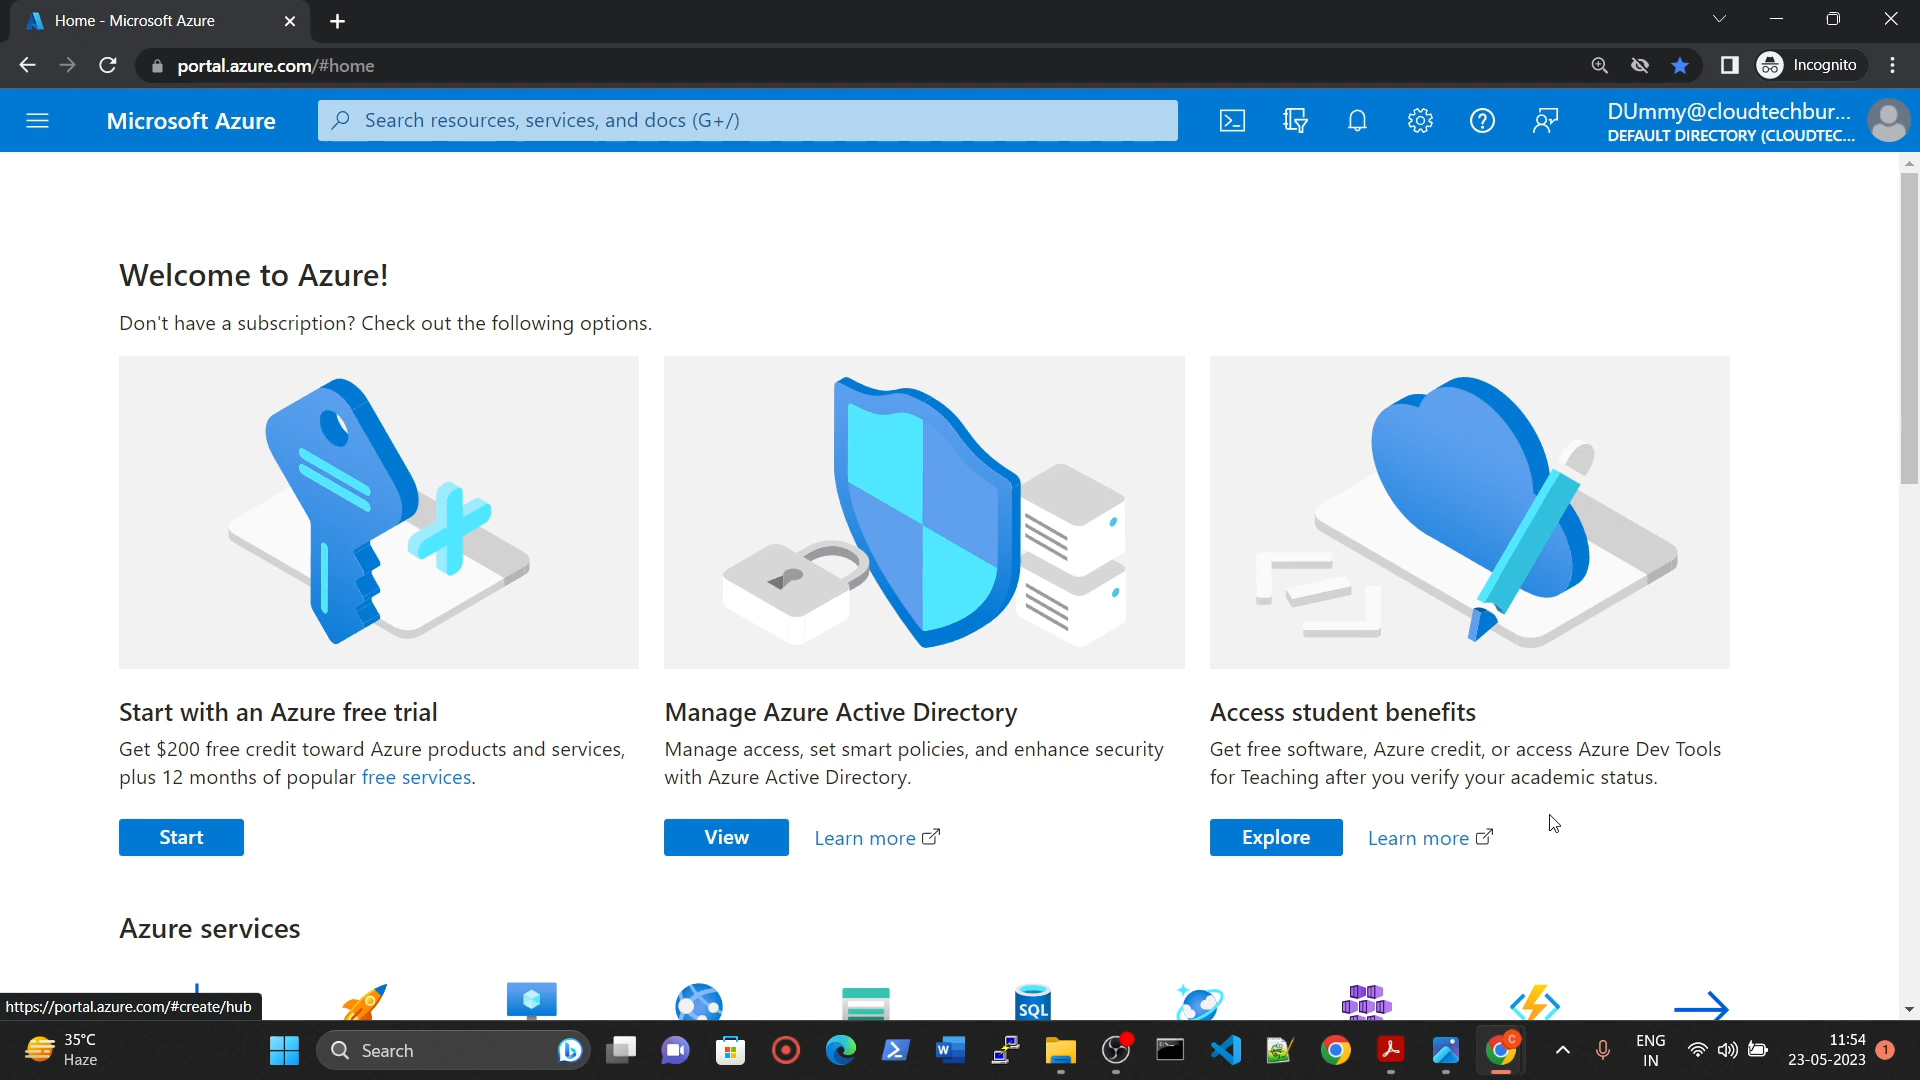 Home - Microsoft Azure
portal.azure.com/#home
Incognito
Microsoft Azure
Search resources, services, and docs (G+/)
DUmmy@cloudtechbur...
DEFAULT DIRECTORY (CLOUDTEC...
Welcome to Azure!
Don't have a subscription? Check out the following options.
Start with an Azure free trial
Get $200 free credit toward Azure products and services,
plus 12 months of popular free services.
Start
Manage Azure Active Directory
Manage access, set smart policies, and enhance security
with Azure Active Directory.
View
Learn more
Access student benefits
Get free software, Azure credit, or access Azure Dev Tools
for Teaching after you verify your academic status.
Explore
Learn more
Azure services
SQL
https://portal.azure.com/#create/hub
35°C
Haze
Search
C
ENG
IN
11:54
23-05-2023
1